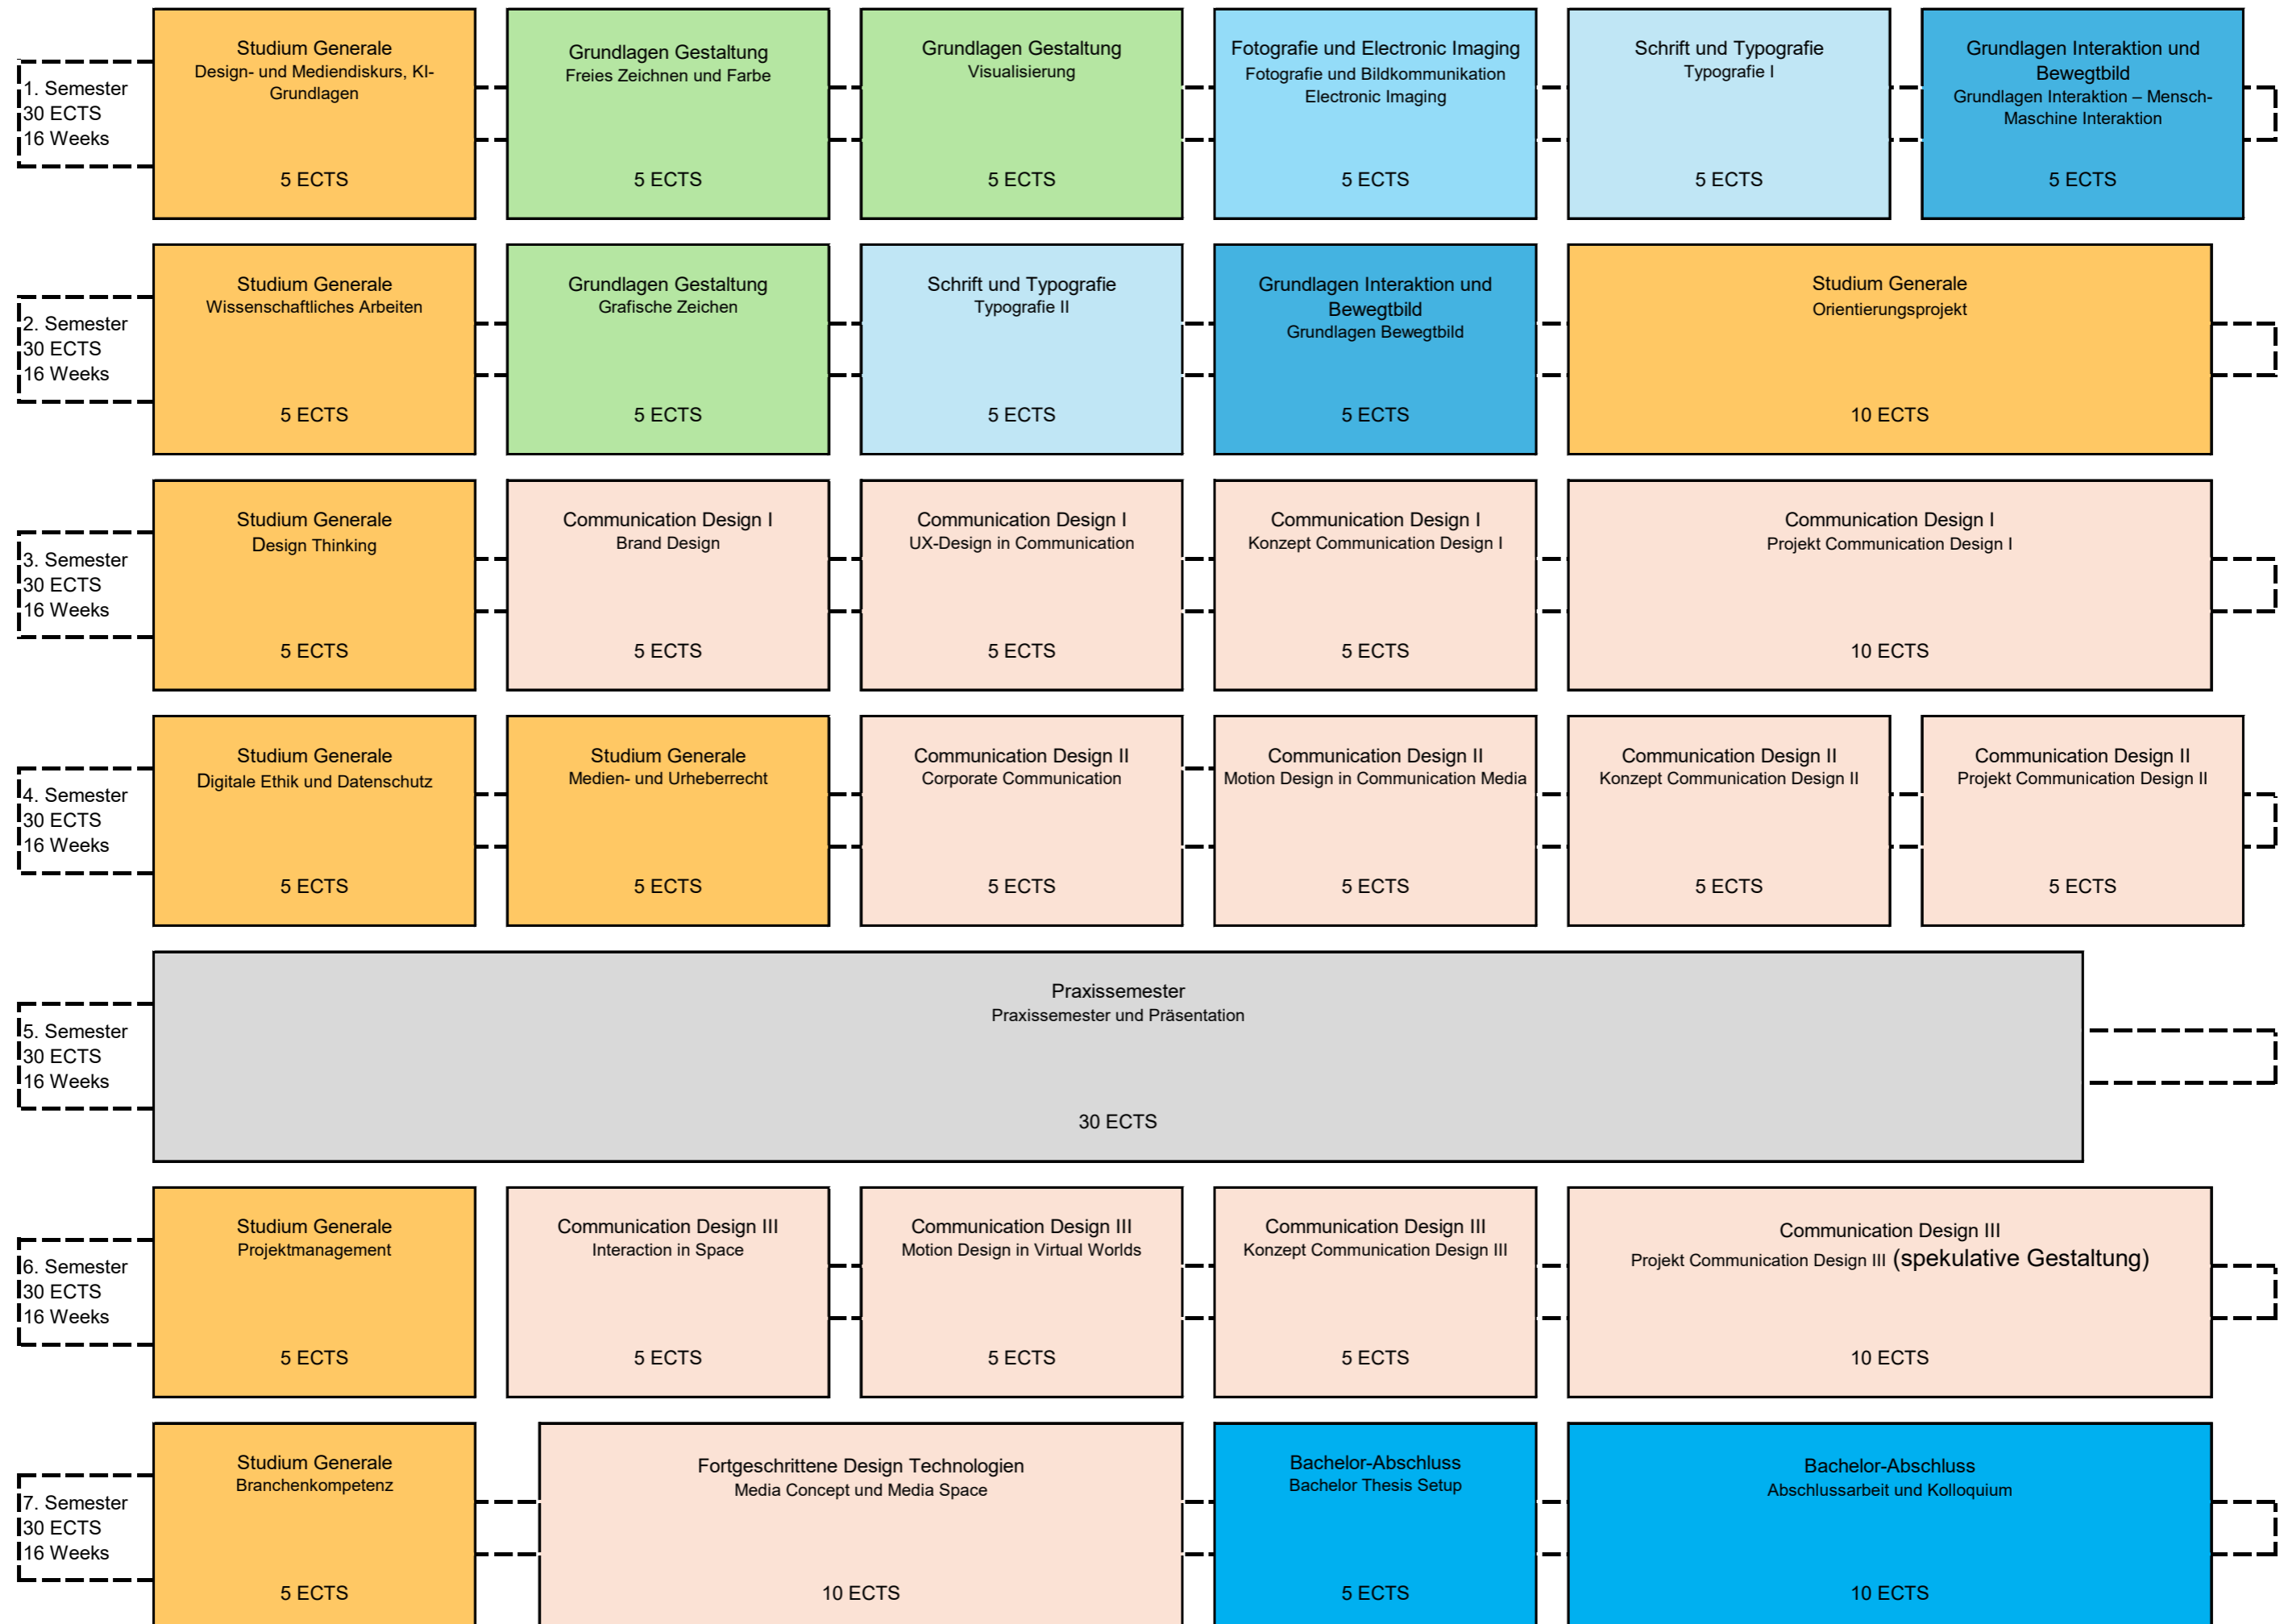 1. Semester
30 ECTS
16 Weeks
Studium Generale
Design- und Mediendiskurs, KI-
Grundlagen
5 ECTS
Grundlagen Gestaltung
Freies Zeichnen und Farbe
5 ECTS
Grundlagen Gestaltung
Visualisierung
5 ECTS
Fotografie und Electronic Imaging
Fotografie und Bildkommunikation
Electronic Imaging
5 ECTS
Schrift und Typografie
Typografie I
5 ECTS
Grundlagen Interaktion und
Bewegtbild
Grundlagen Interaktion – Mensch-
Maschine Interaktion
5 ECTS
2. Semester
30 ECTS
16 Weeks
Studium Generale
Wissenschaftliches Arbeiten
5 ECTS
Grundlagen Gestaltung
Grafische Zeichen
5 ECTS
Schrift und Typografie
Typografie II
5 ECTS
Grundlagen Interaktion und
Bewegtbild
Grundlagen Bewegtbild
5 ECTS
Studium Generale
Orientierungsprojekt
10 ECTS
3. Semester
30 ECTS
16 Weeks
Studium Generale
Design Thinking
5 ECTS
Communication Design I
Brand Design
5 ECTS
Communication Design I
UX-Design in Communication
5 ECTS
Communication Design I
Konzept Communication Design I
5 ECTS
Communication Design I
Projekt Communication Design I
10 ECTS
4. Semester
30 ECTS
16 Weeks
Studium Generale
Digitale Ethik und Datenschutz
5 ECTS
Studium Generale
Medien- und Urheberrecht
5 ECTS
Communication Design II
Corporate Communication
5 ECTS
Communication Design II
Motion Design in Communication Media
5 ECTS
Communication Design II
Konzept Communication Design II
5 ECTS
Communication Design II
Projekt Communication Design II
5 ECTS
5. Semester
30 ECTS
16 Weeks
Praxissemester
Praxissemester und Präsentation
30 ECTS
6. Semester
30 ECTS
16 Weeks
Studium Generale
Projektmanagement
5 ECTS
Communication Design III
Interaction in Space
5 ECTS
Communication Design III
Motion Design in Virtual Worlds
5 ECTS
Communication Design III
Konzept Communication Design III
5 ECTS
Communication Design III
Projekt Communication Design III (spekulative Gestaltung)
10 ECTS
7. Semester
30 ECTS
16 Weeks
Studium Generale
Branchenkompetenz
5 ECTS
Fortgeschrittene Design Technologien
Media Concept und Media Space
10 ECTS
Bachelor-Abschluss
Bachelor Thesis Setup
5 ECTS
Bachelor-Abschluss
Abschlussarbeit und Kolloquium
10 ECTS